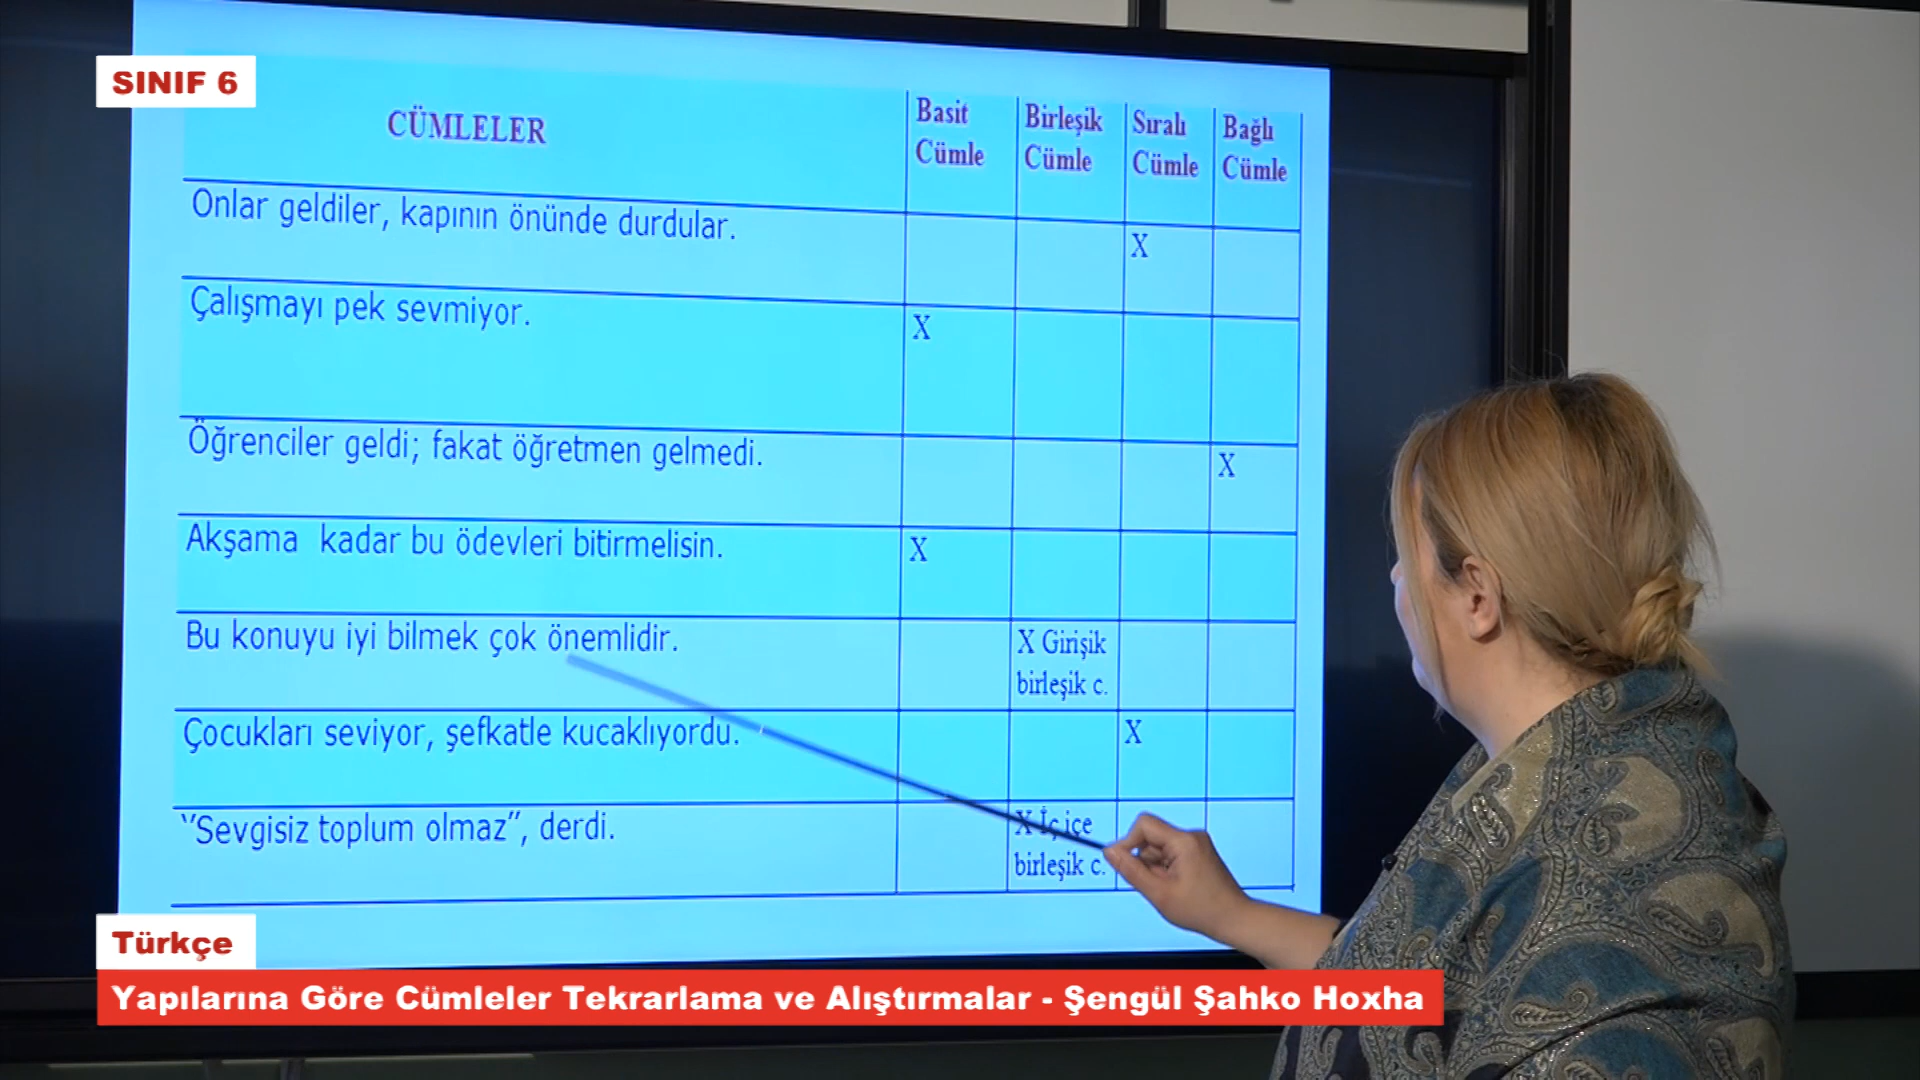 SINIF 6
CÜMLELER
Basit
Cümle
Birleşik
Cümle
Sıralı
Cümle
Bağlı
Cümle
Onlar geldiler, kapının önünde durdular.
X
Çalışmayı pek sevmiyor.
X
Öğrenciler geldi; fakat öğretmen gelmedi.
X
Akşama kadar bu ödevleri bitirmelisin.
X
Bu konuyu iyi bilmek çok önemlidir.
X Girişik
birleşik c.
Çocukları seviyor, şefkatle kucaklıyordu.
X
‘’Sevgisiz toplum olmaz’’, derdi.
X İç içe
birleşik c.
Türkçe
Yapılarına Göre Cümleler Tekrarlama ve Alıştırmalar - Şengül Şahko Hoxha